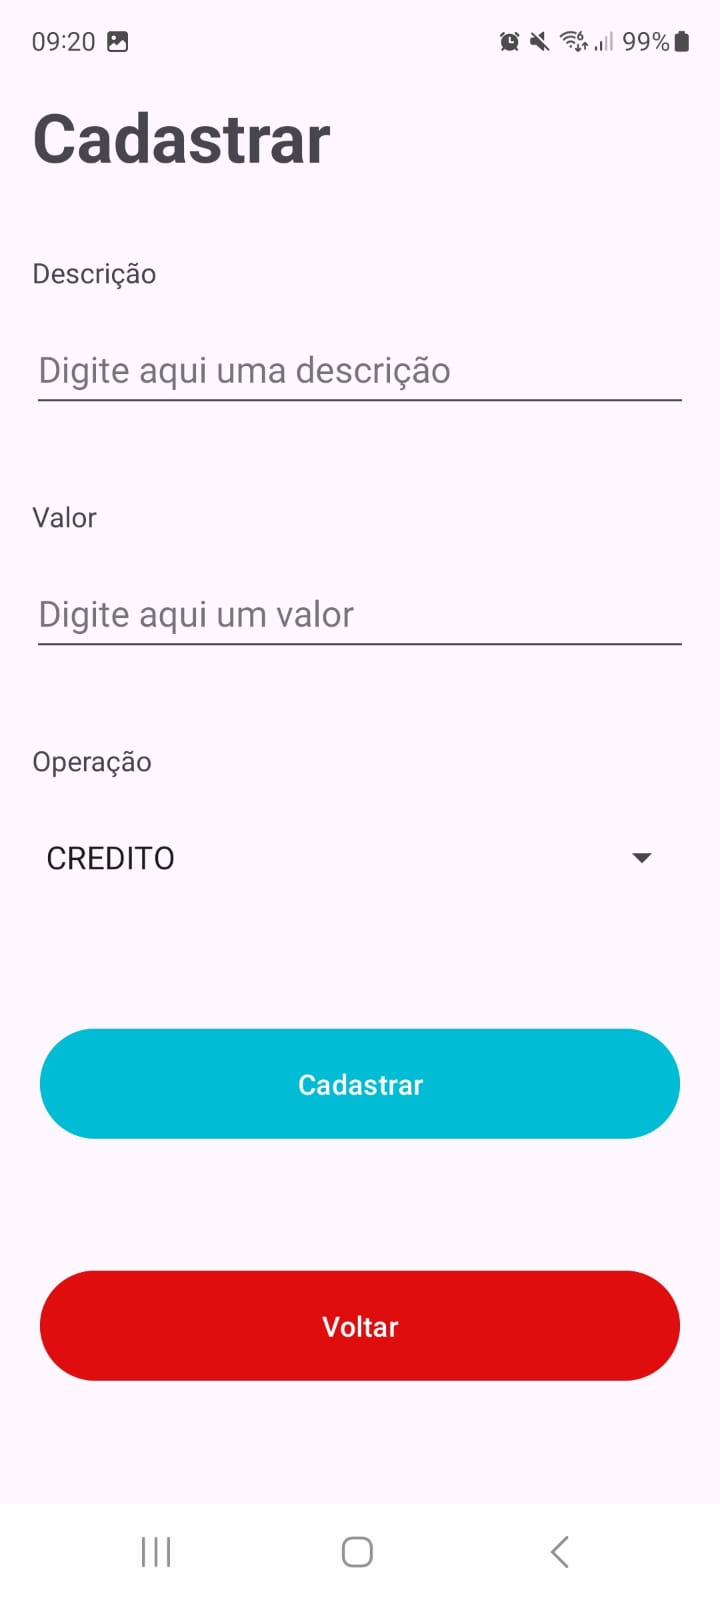 09:20
99%
Cadastrar
Descrição
Digite aqui uma descrição
Valor
Digite aqui um valor
Operação
CREDITO
Cadastrar
Voltar